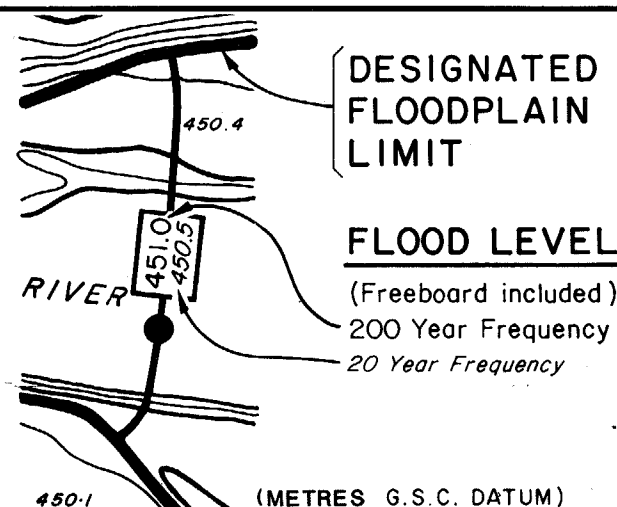 DESIGNATED
FLOODPLAIN
LIMIT
450.4
451.0
450.5
FLOOD LEVEL
(Freeboard included)
RIVER
200 Year Frequency
20 Year Frequency
450.1
(METRES G.S.C. DATUM)